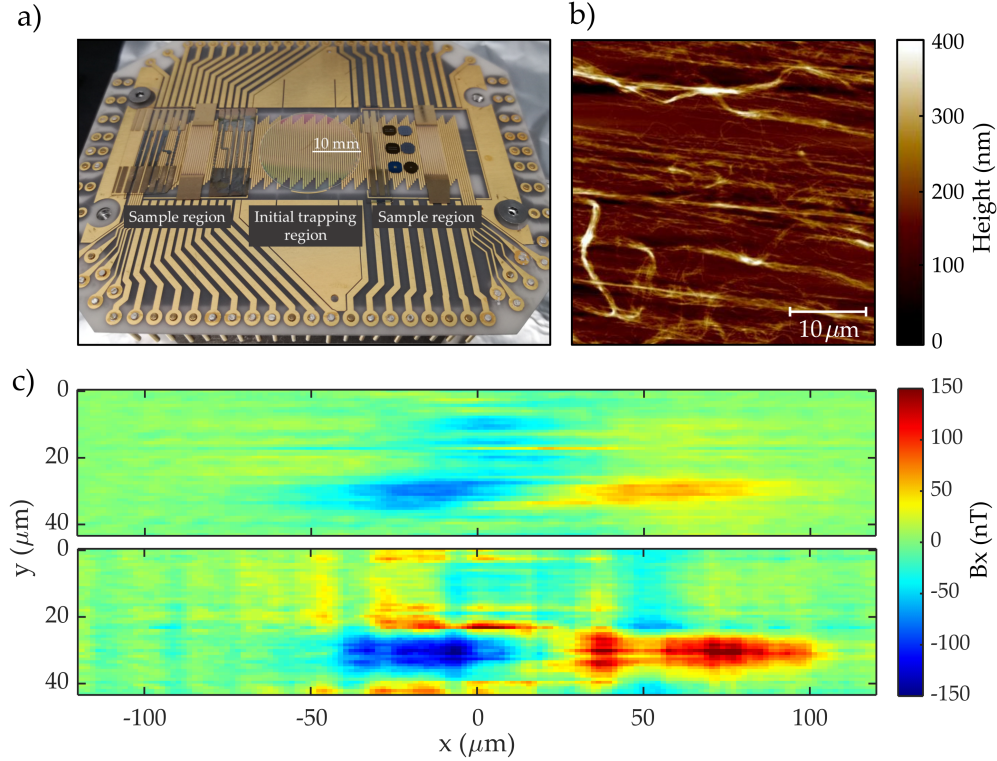 a)
10 mm
Sample region
Initial trapping
region
Sample region
b)
10 μm
400
300
200
100
0
Height (nm)
c)
0
20
40
0
20
40
y (μm)
-100
-50
0
50
100
x (μm)
150
100
50
0
-50
-100
-150
Bx (nT)